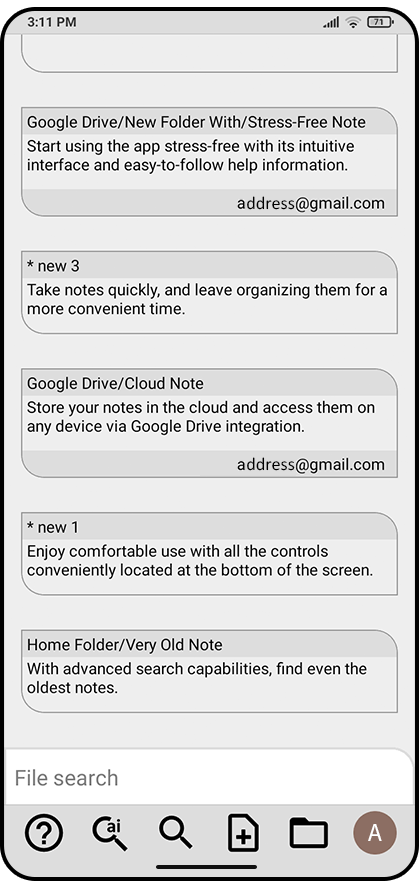 3:11 PM
71
Google Drive/New Folder With/Stress-Free Note
Start using the app stress-free with its intuitive
interface and easy-to-follow help information.
address@gmail.com
* new 3
Take notes quickly, and leave organizing them for a
more convenient time.
Google Drive/Cloud Note
Store your notes in the cloud and access them on
any device via Google Drive integration.
address@gmail.com
* new 1
Enjoy comfortable use with all the controls
conveniently located at the bottom of the screen.
Home Folder/Very Old Note
With advanced search capabilities, find even the
oldest notes.
File search
? ai A